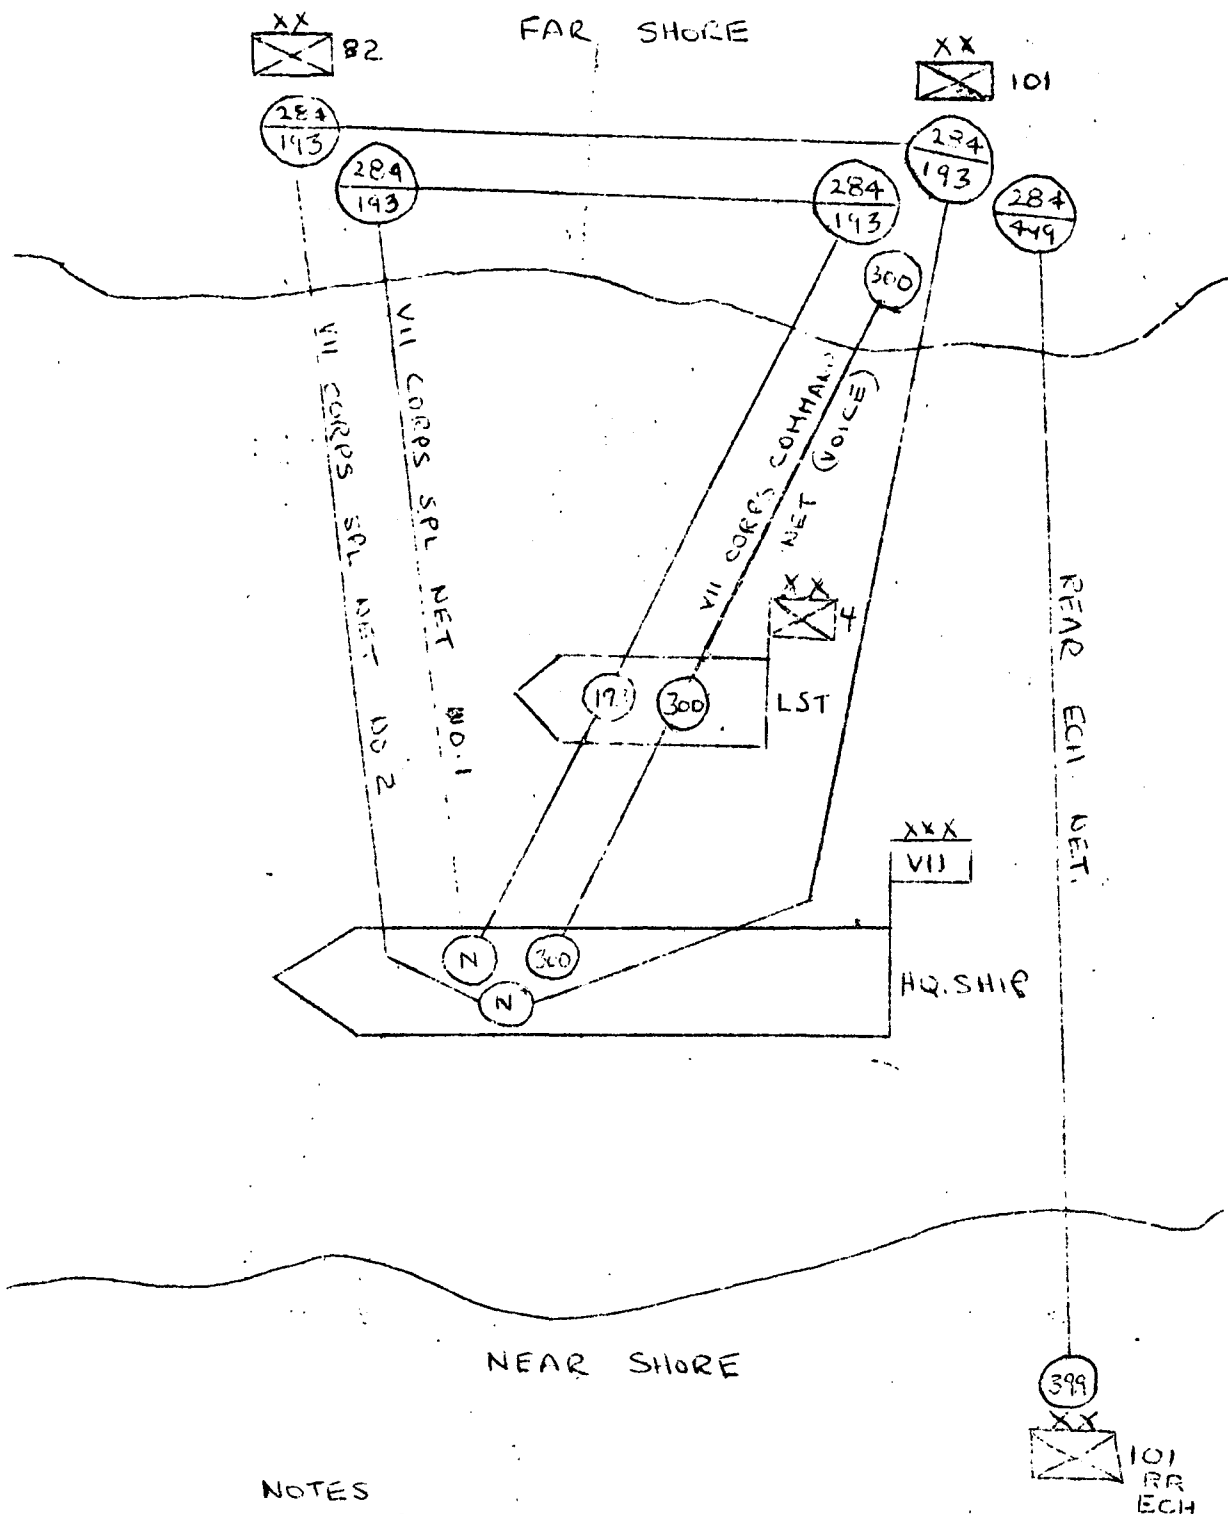 FAR SHORE
XX
82
XX
101
284
193
284
193
284
193
284
193
284
449
300
VII CORPS SPL NET NO 2
VII CORPS SPL NET NO.1
VII CORPS COMMAND
NET (VOICE)
REAR ECH NET.
XX
4
300
LST
XXX
VII
N
300
N
HQ. SHIP
NEAR SHORE
399
XX
101
RR
ECH
NOTES